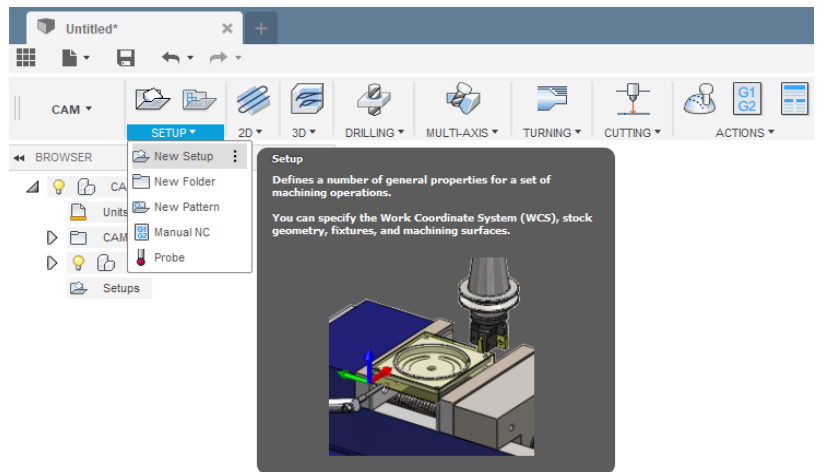 Untitled*
CAM
SETUP
2D
3D
DRILLING
MULTI-AXIS
TURNING
CUTTING
G1
G2
ACTIONS
BROWSER
New Setup
New Folder
New Pattern
Manual NC
Probe
CA
Units
CAM
Setups
Setup
Defines a number of general properties for a set of
machining operations.
You can specify the Work Coordinate System (WCS), stock
geometry, fixtures, and machining surfaces.